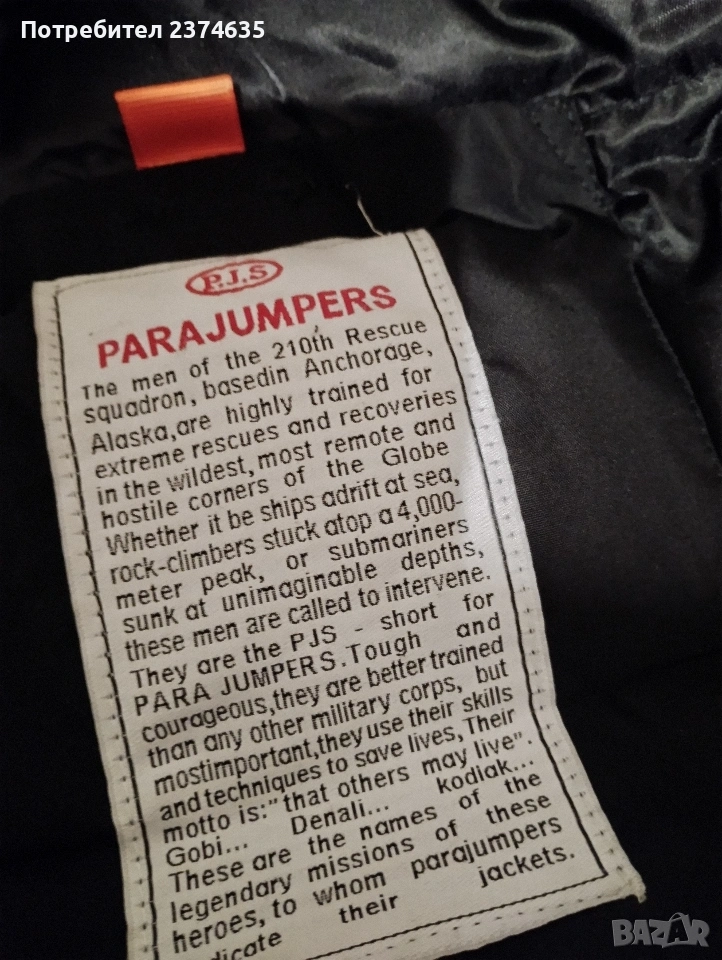 Потребител 2374635
P.J.S
PARAJUMPERS
The men of the 210th Rescue
squadron, basedin Anchorage,
Alaska,are highly trained for
extreme rescues and recoveries
in the wildest, most remote and
hostile corners of the Globe
Whether it be ships adrift at sea,
rock-climbers stuck atop a 4,000-
meter peak, or submariners
sunk at unimaginable depths,
these men are called to intervene.
They are the PJS - short for
PARA JUMPERS.Tough and
courageous,they are better trained
than any other military corps, but
mostimportant,they use their skills
and techniques to save lives, Their
motto is:"that others may live".
Gobi... Denali... kodiak...
These are the names of the
legendary missions of these
heroes, to whom parajumpers
dicate their jackets.
BAZAR